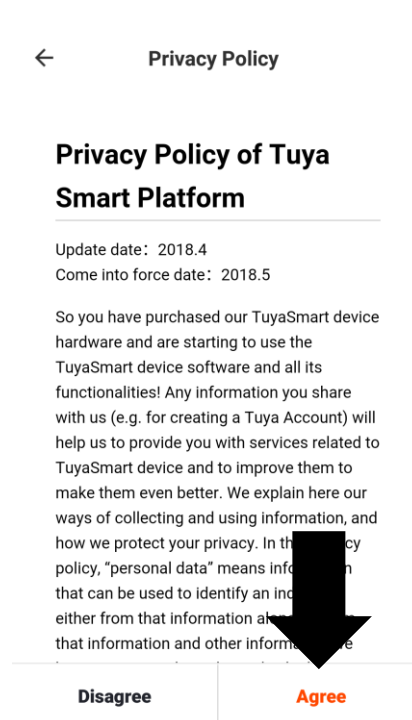 Privacy Policy
Privacy Policy of Tuya
Smart Platform
Update date：2018.4
Come into force date：2018.5
So you have purchased our TuyaSmart device
hardware and are starting to use the
TuyaSmart device software and all its
functionalities! Any information you share
with us (e.g. for creating a Tuya Account) will
help us to provide you with services related to
TuyaSmart device and to improve them to
make them even better. We explain here our
ways of collecting and using information, and
how we protect your privacy. In
policy, “personal data” means
that can be used to identify an
either from that information
that information and other
Disagree
Agree